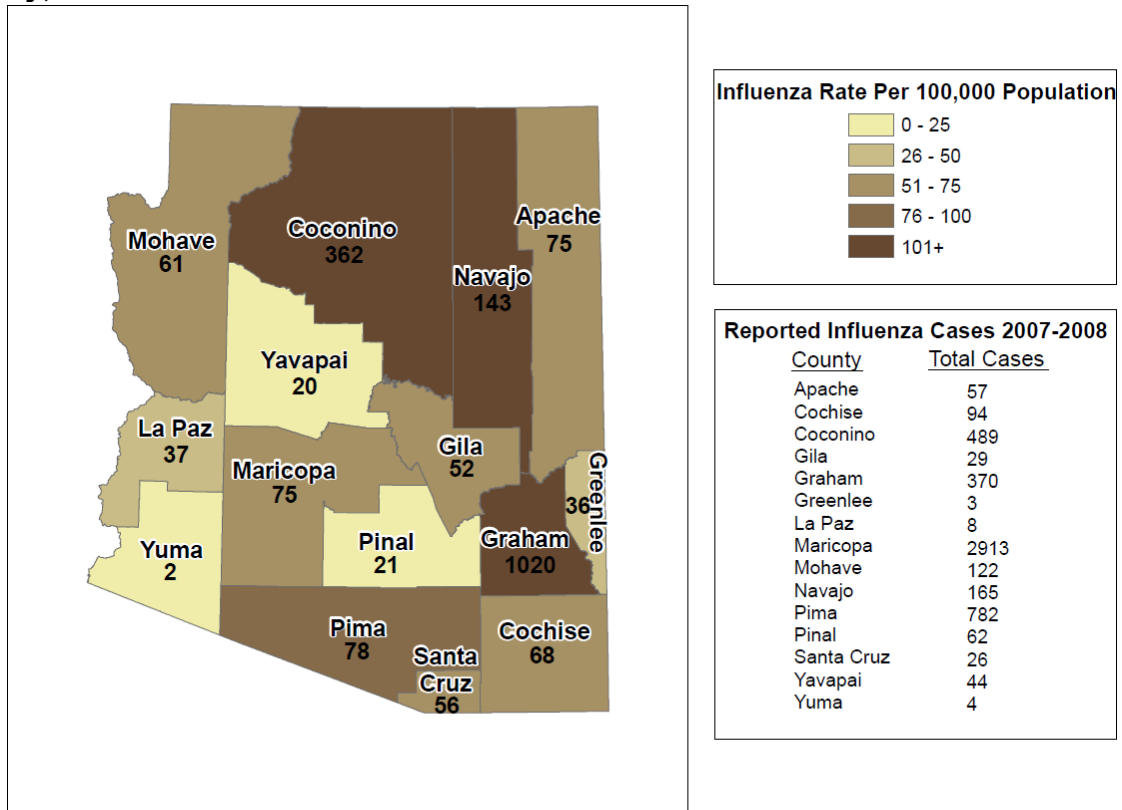 Coconino
362
Apache
75
Mohave
61
Navajo
143
Yavapai
20
La Paz
37
Gila
52
Maricopa
75
Greenlee
36
Yuma
2
Pinal
21
Graham
1020
Pima
78
Santa
Cruz
56
Cochise
68
Influenza Rate Per 100,000 Population
0 - 25
26 - 50
51 - 75
76 - 100
101+
Reported Influenza Cases 2007-2008
County Total Cases
Apache 57
Cochise 94
Coconino 489
Gila 29
Graham 370
Greenlee 3
La Paz 8
Maricopa 2913
Mohave 122
Navajo 165
Pima 782
Pinal 62
Santa Cruz 26
Yavapai 44
Yuma 4